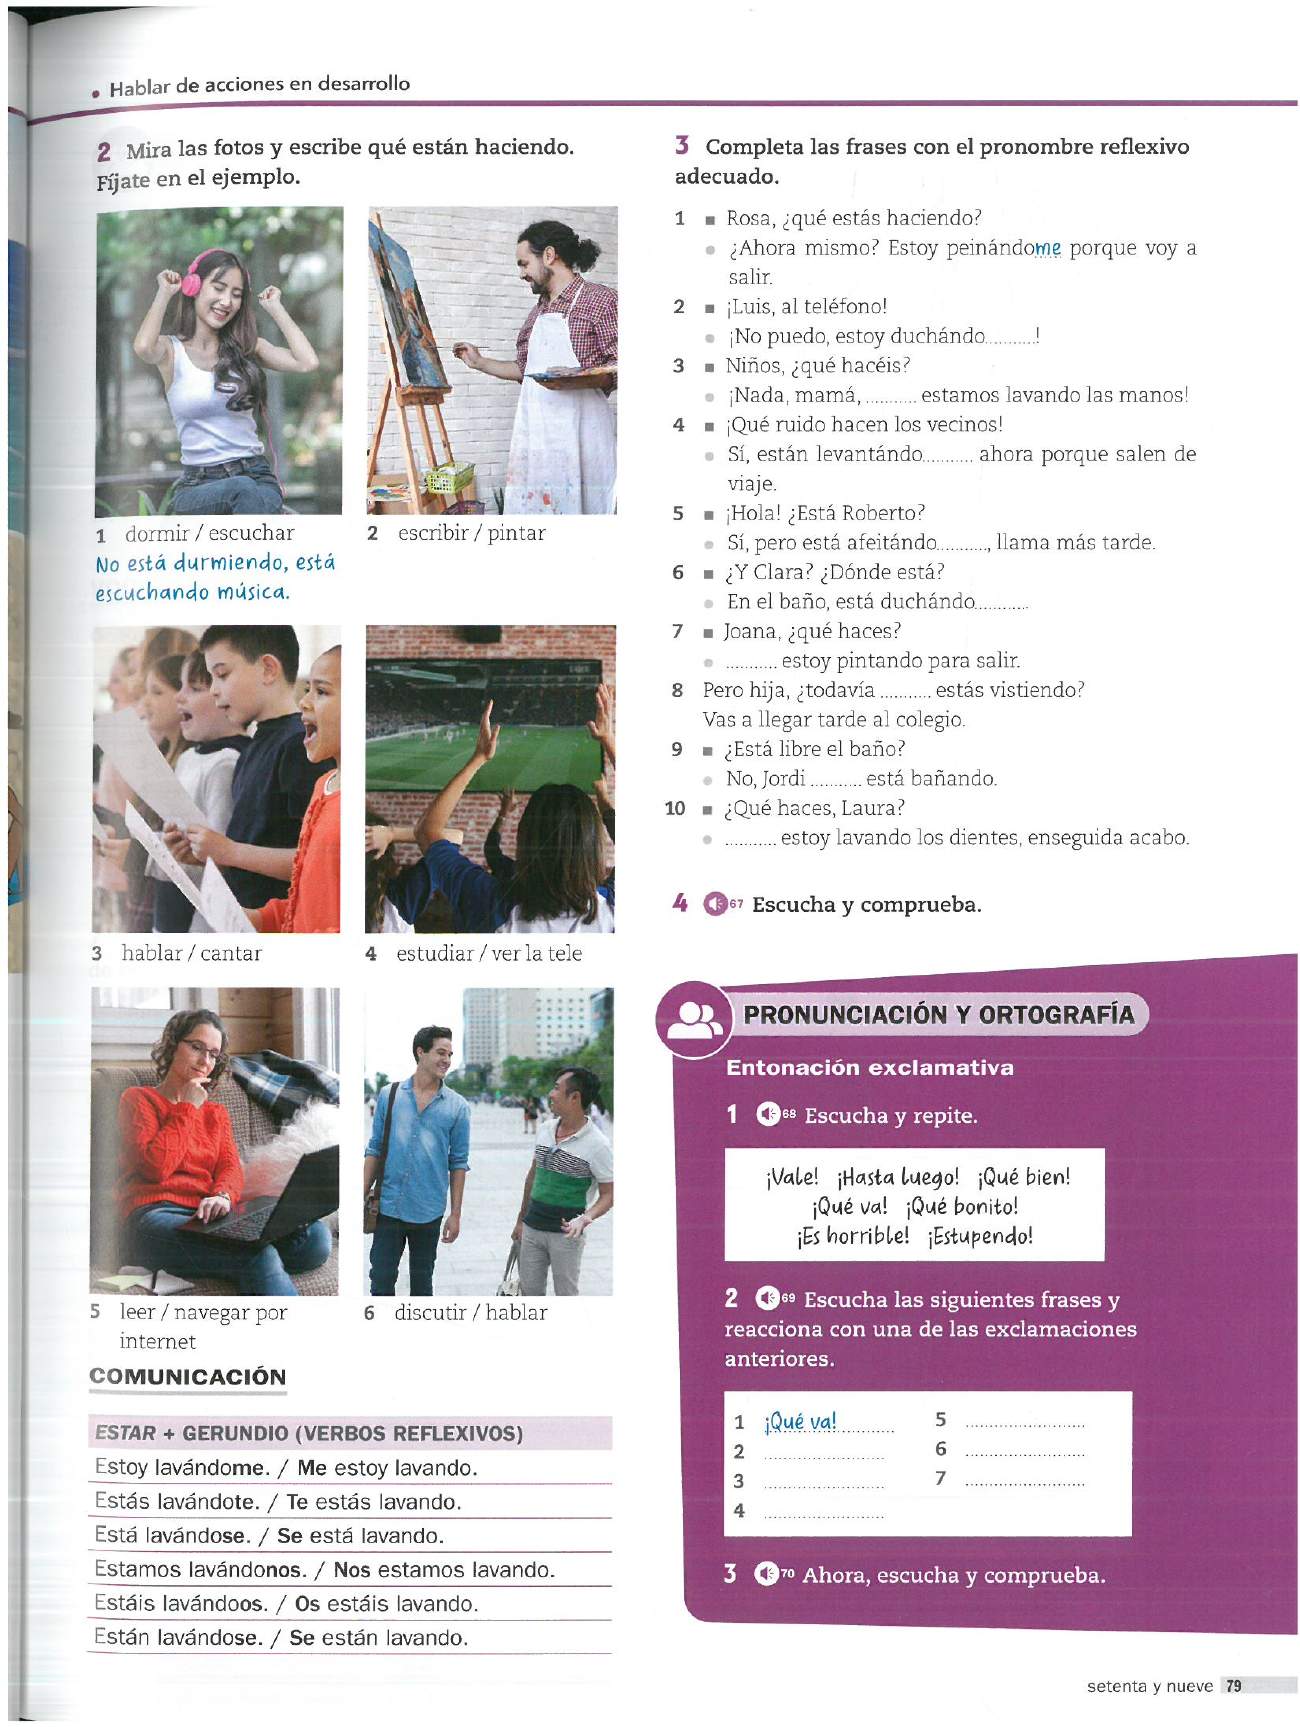 • Hablar de acciones en desarrollo
2 Mira las fotos y escribe qué están haciendo.
Fíjate en el ejemplo.
1 dormir / escuchar
No está durmiendo, está
escuchando música.
2 escribir / pintar
3 hablar / cantar
4 estudiar / ver la tele
5 leer / navegar por
internet
6 discutir / hablar
COMUNICACIÓN
ESTAR + GERUNDIO (VERBOS REFLEXIVOS)
Estoy lavándome. / Me estoy lavando.
Estás lavándote. / Te estás lavando.
Está lavándose. / Se está lavando.
Estamos lavándonos. / Nos estamos lavando.
Estáis lavándoos. / Os estáis lavando.
Están lavándose. / Se están lavando.
3 Completa las frases con el pronombre reflexivo
adecuado.
1 ■ Rosa, ¿qué estás haciendo?
● ¿Ahora mismo? Estoy peinándome porque voy a
salir.
2 ■ ¡Luis, al teléfono!
● ¡No puedo, estoy duchándo...........!
3 ■ Niños, ¿qué hacéis?
● ¡Nada, mamá, ........... estamos lavando las manos!
4 ■ ¡Qué ruido hacen los vecinos!
● Sí, están levantándo........... ahora porque salen de
viaje.
5 ■ ¡Hola! ¿Está Roberto?
● Sí, pero está afeitándo..........., llama más tarde.
6 ■ ¿Y Clara? ¿Dónde está?
● En el baño, está duchándo............
7 ■ Joana, ¿qué haces?
● ........... estoy pintando para salir.
8 Pero hija, ¿todavía ........... estás vistiendo?
Vas a llegar tarde al colegio.
9 ■ ¿Está libre el baño?
● No, Jordi ........... está bañando.
10 ■ ¿Qué haces, Laura?
● ........... estoy lavando los dientes, enseguida acabo.
4 67 Escucha y comprueba.
PRONUNCIACIÓN Y ORTOGRAFÍA
Entonación exclamativa
1 68 Escucha y repite.
¡Vale! ¡Hasta luego! ¡Qué bien!
¡Qué va! ¡Qué bonito!
¡Es horrible! ¡Estupendo!
2 69 Escucha las siguientes frases y
reacciona con una de las exclamaciones
anteriores.
1 ¡Qué va!............
2 ........................
3 ........................
4 ........................
5 ........................
6 ........................
7 ........................
3 70 Ahora, escucha y comprueba.
setenta y nueve 79